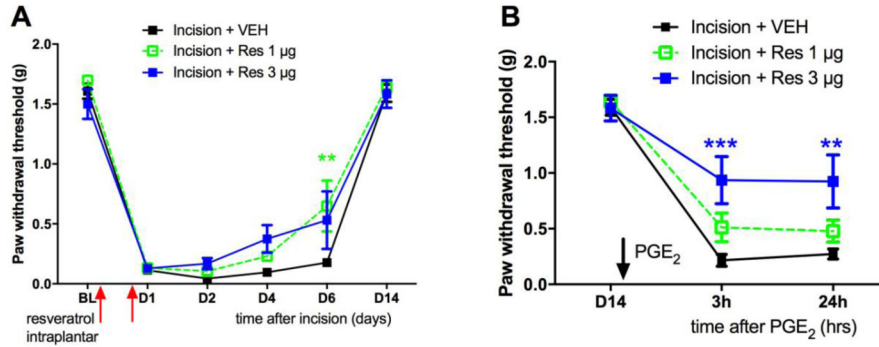 A
Incision + VEH
Incision + Res 1 µg
Incision + Res 3 µg
Paw withdrawal threshold (g)
2.0
1.5
1.0
0.5
0.0
**
BL
D1
D2
D4
D6
D14
resveratrol
intraplantar
time after incision (days)
B
Incision + VEH
Incision + Res 1 µg
Incision + Res 3 µg
Paw withdrawal threshold (g)
2.0
1.5
1.0
0.5
0.0
***
**
PGE₂
D14
3h
24h
time after PGE₂ (hrs)